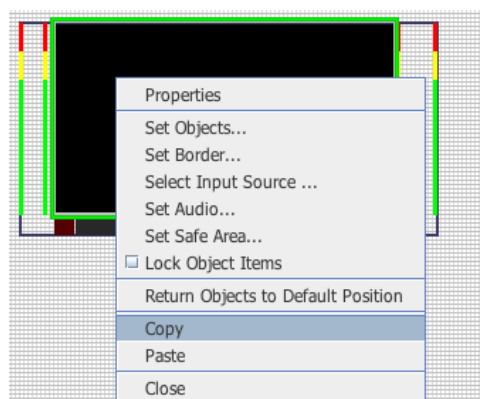 Properties
Set Objects...
Set Border...
Select Input Source ...
Set Audio...
Set Safe Area...
Lock Object Items
Return Objects to Default Position
Copy
Paste
Close